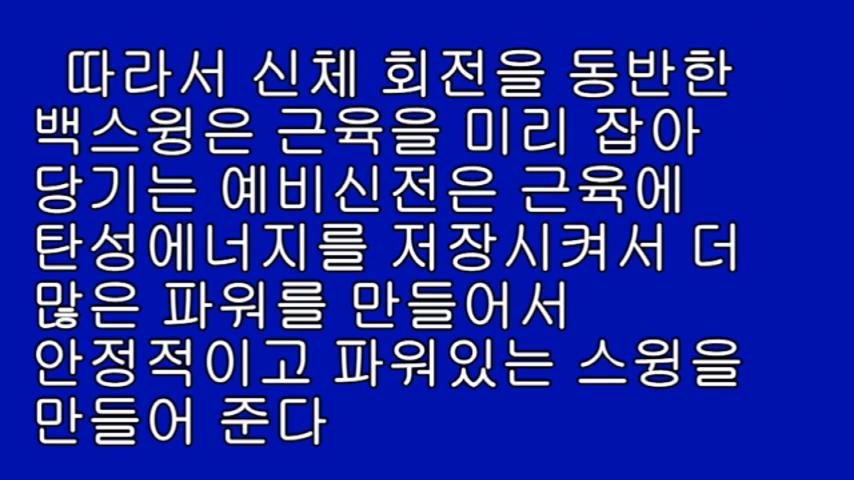 따라서 신체 회전을 동반한
백스윙은 근육을 미리 잡아
당기는 예비신전은 근육에
탄성에너지를 저장시켜서 더
많은 파워를 만들어서
안정적이고 파워있는 스윙을
만들어 준다